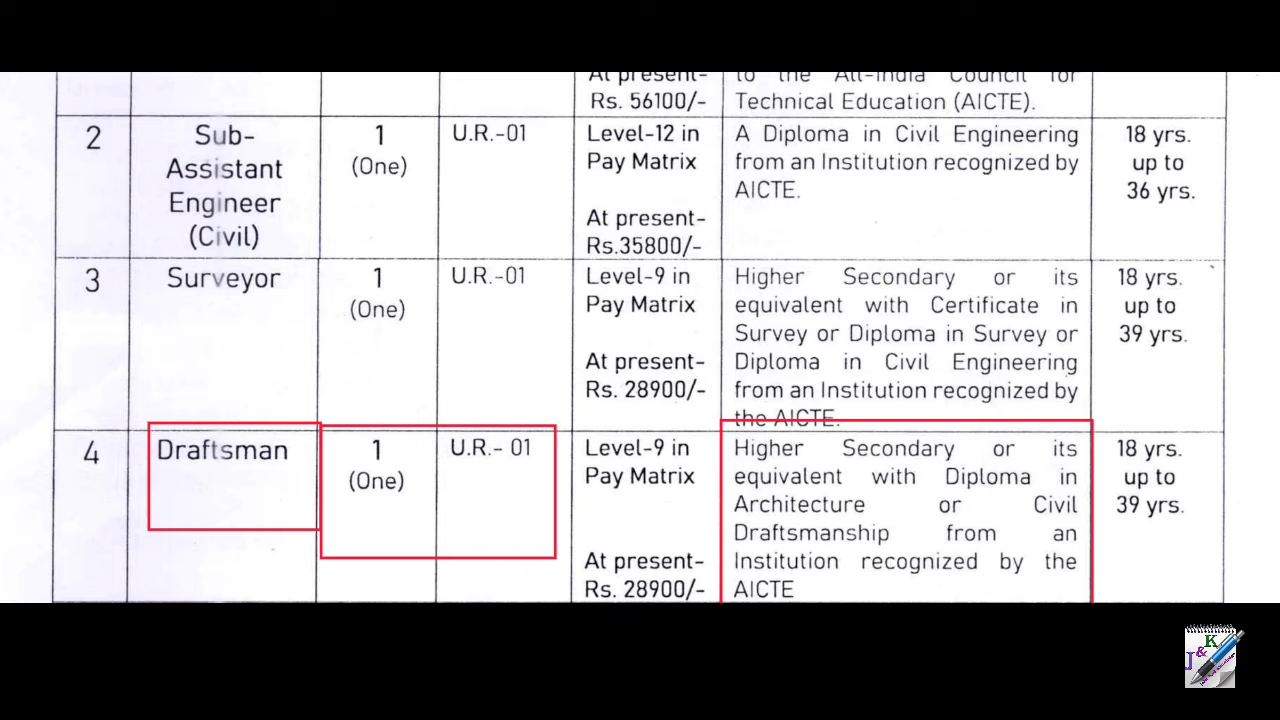 At present-
Rs. 56100/-
to the All-India Council for
Technical Education (AICTE).
2
Sub-
Assistant
Engineer
(Civil)
1
(One)
U.R.-01
Level-12 in
Pay Matrix
At present-
Rs.35800/-
A Diploma in Civil Engineering
from an Institution recognized by
AICTE.
18 yrs.
up to
36 yrs.
3
Surveyor
1
(One)
U.R.-01
Level-9 in
Pay Matrix
At present-
Rs. 28900/-
Higher Secondary or its
equivalent with Certificate in
Survey or Diploma in Survey or
Diploma in Civil Engineering
from an Institution recognized by
the AICTE.
18 yrs.
up to
39 yrs.
4
Draftsman
1
(One)
U.R.- 01
Level-9 in
Pay Matrix
At present-
Rs. 28900/-
Higher Secondary or its
equivalent with Diploma in
Architecture or Civil
Draftsmanship from an
Institution recognized by the
AICTE
18 yrs.
up to
39 yrs.
J&K